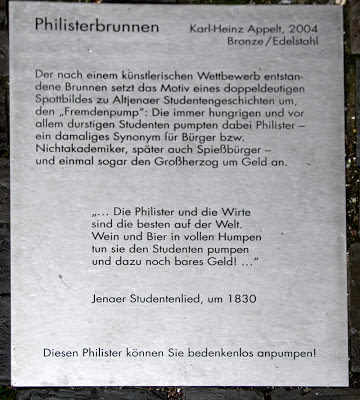 Philisterbrunnen
Karl-Heinz Appelt, 2004
Bronze/Edelstahl
Der nach einem künstlerischen Wettbewerb entstan-
dene Brunnen setzt das Motiv eines doppeldeutigen
Spottbildes zu Altjenaer Studentengeschichten um,
den „Fremdenpump“: Die immer hungrigen und vor
allem durstigen Studenten pumpten dabei Philister –
ein damaliges Synonym für Bürger bzw.
Nichtakademiker, später auch Spießbürger –
und einmal sogar den Großherzog um Geld an.
„... Die Philister und die Wirte
sind die besten auf der Welt.
Wein und Bier in vollen Humpen
tun sie den Studenten pumpen
und dazu noch bares Geld! ...“
Jenaer Studentenlied, um 1830
Diesen Philister können Sie bedenkenlos anpumpen!